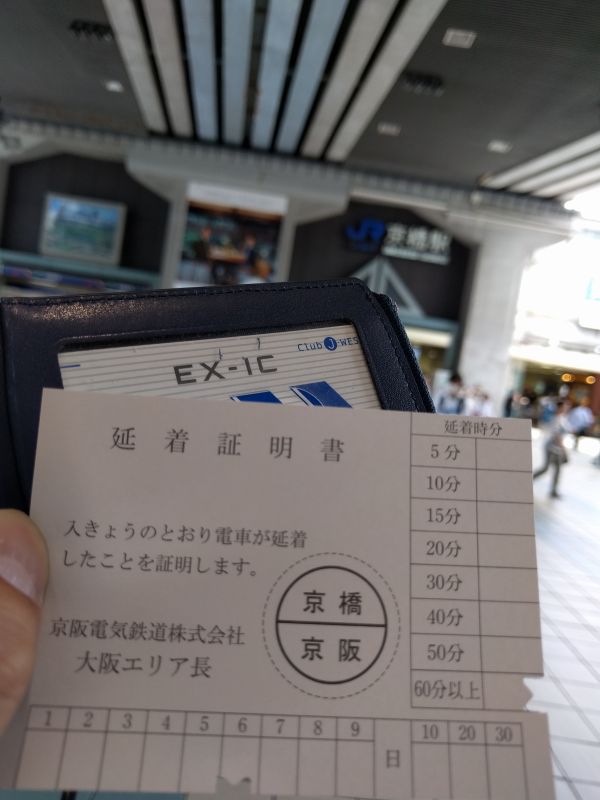 JR 京橋駅
Club J-WES
EX-IC
延着証明書
入きょうのとおり電車が延着
したことを証明します。
京阪電気鉄道株式会社
大阪エリア長
京橋
京阪
延着時分
5分
10分
15分
20分
30分
40分
50分
60分以上
1 2 3 4 5 6 7 8 9 日 10 20 30